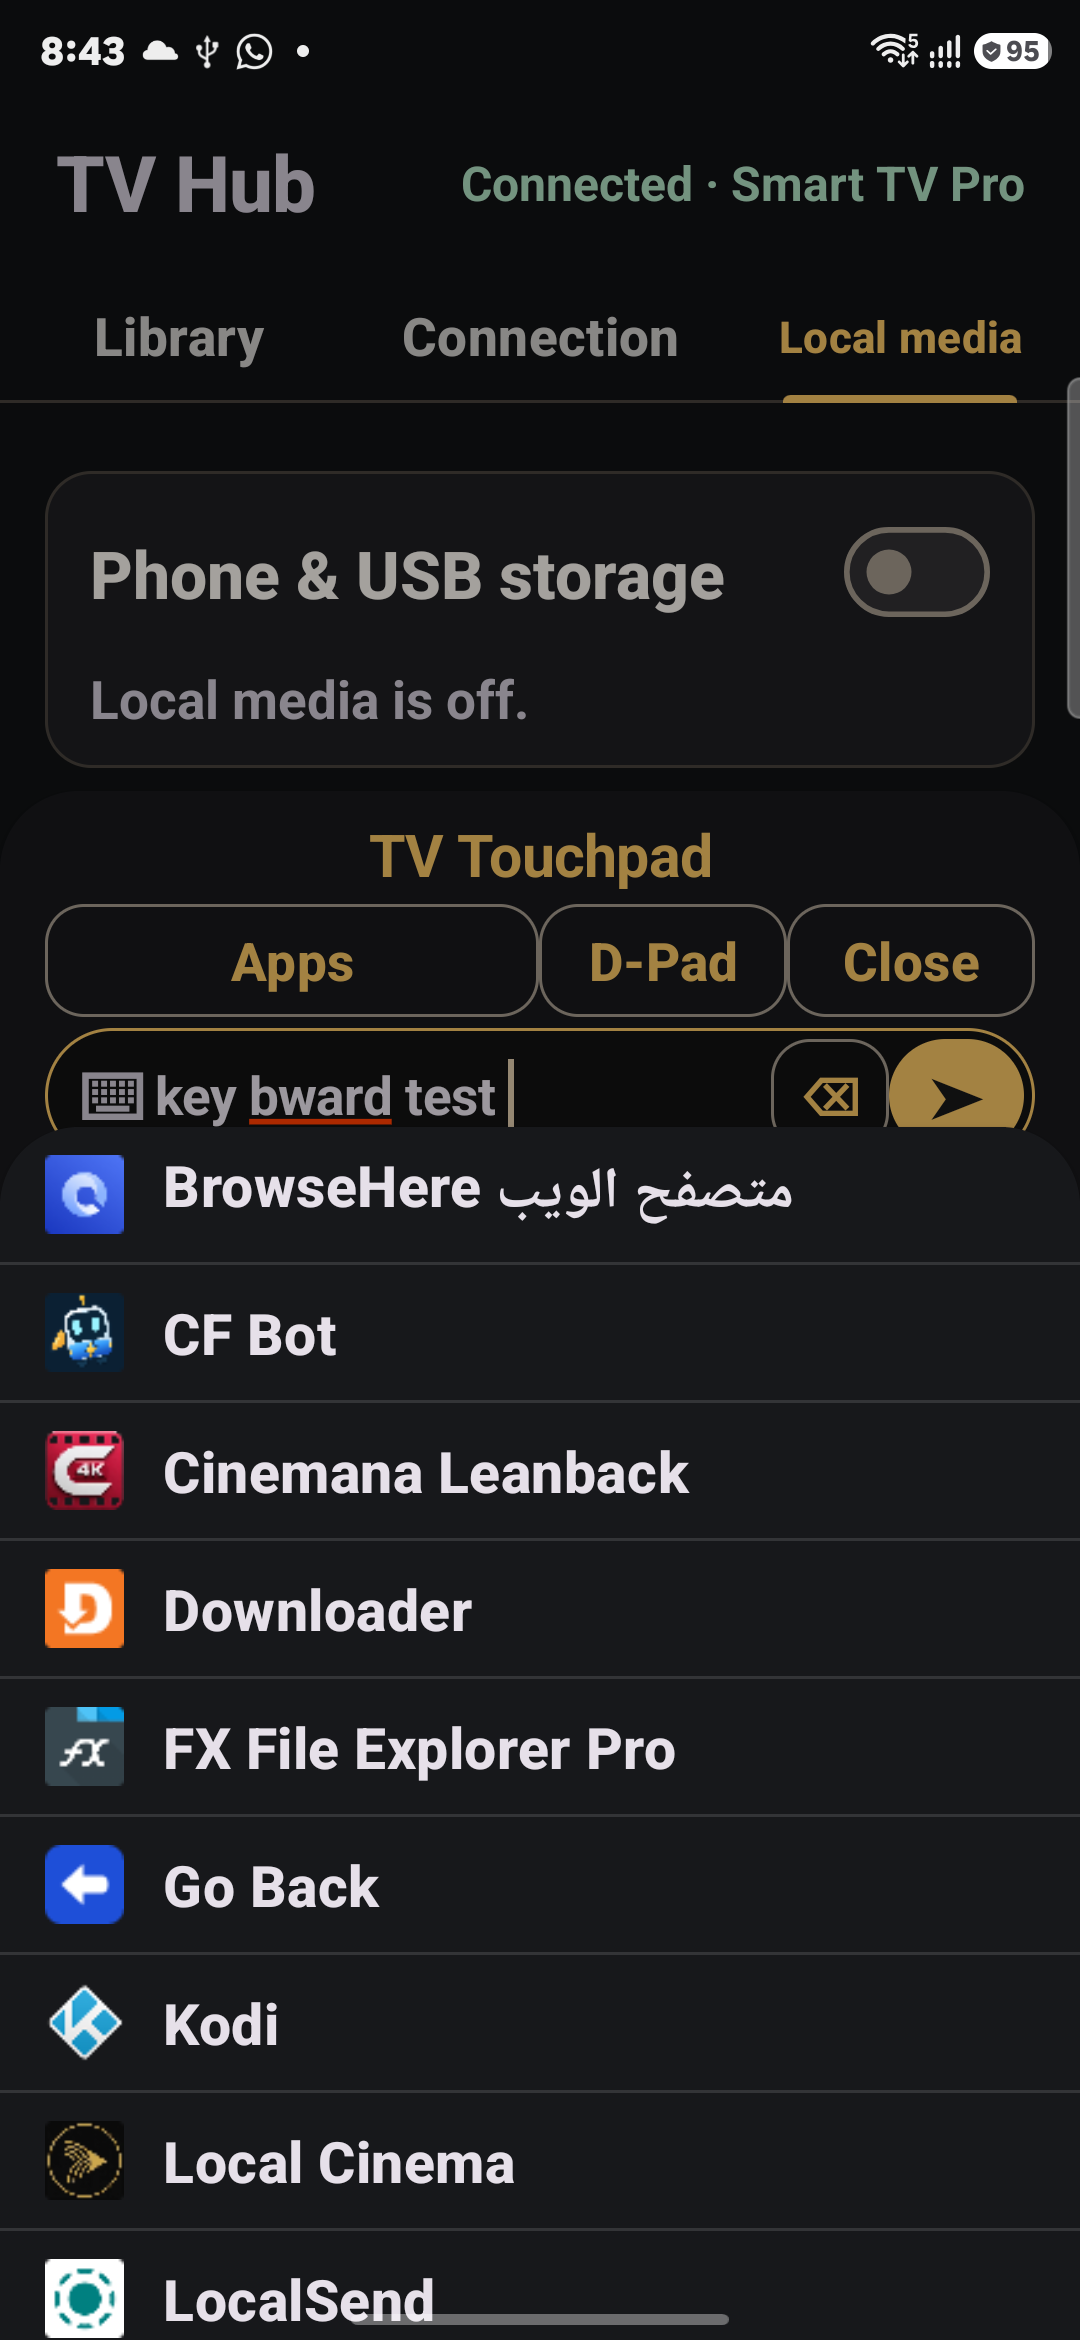 8:43
5
95
TV Hub
Connected · Smart TV Pro
Library
Connection
Local media
Phone & USB storage
Local media is off.
TV Touchpad
Apps
D-Pad
Close
key bward test
BrowseHere متصفح الويب
CF Bot
4K
Cinemana Leanback
D
Downloader
fX
FX File Explorer Pro
Go Back
Kodi
Local Cinema
LocalSend